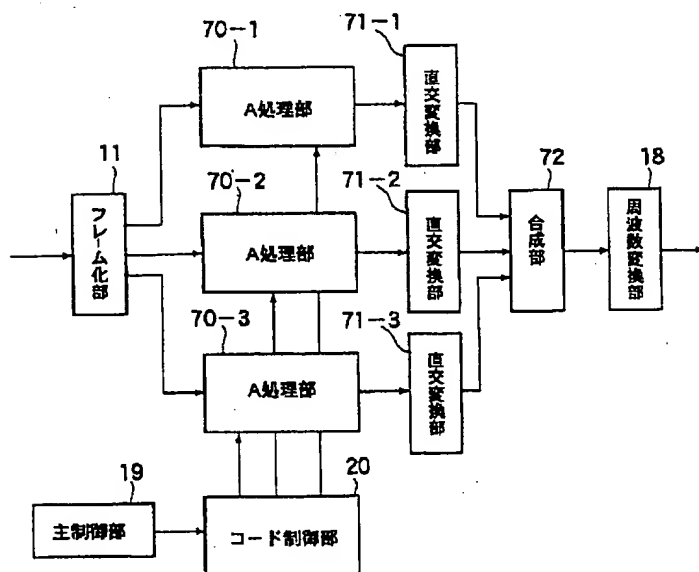 70-1
71-1
A処理部
直交変換部
11
70-2
71-2
72
18
フレーム化部
A処理部
直交変換部
合成部
周波数変換部
70-3
71-3
A処理部
直交変換部
19
20
主制御部
コード制御部